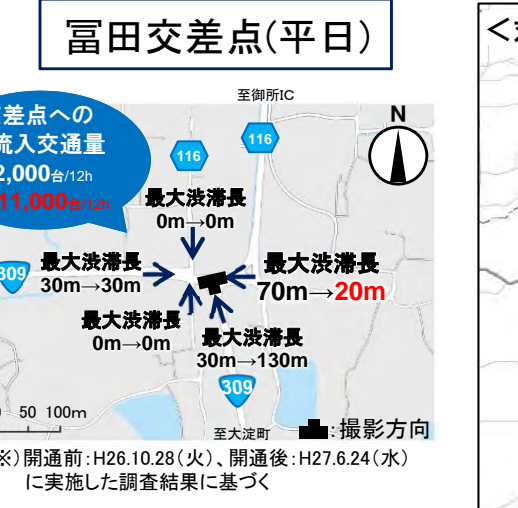 冨田交差点(平日)
<
至御所IC
N
差点への
流入交通量
2,000台/12h
11,000台/12h
116
116
最大渋滞長
0m→0m
309
最大渋滞長
30m→30m
最大渋滞長
70m→20m
最大渋滞長
0m→0m
最大渋滞長
30m→130m
309
50 100m
至大淀町
:撮影方向
※)開通前:H26.10.28(火)、開通後:H27.6.24(水)
に実施した調査結果に基づく